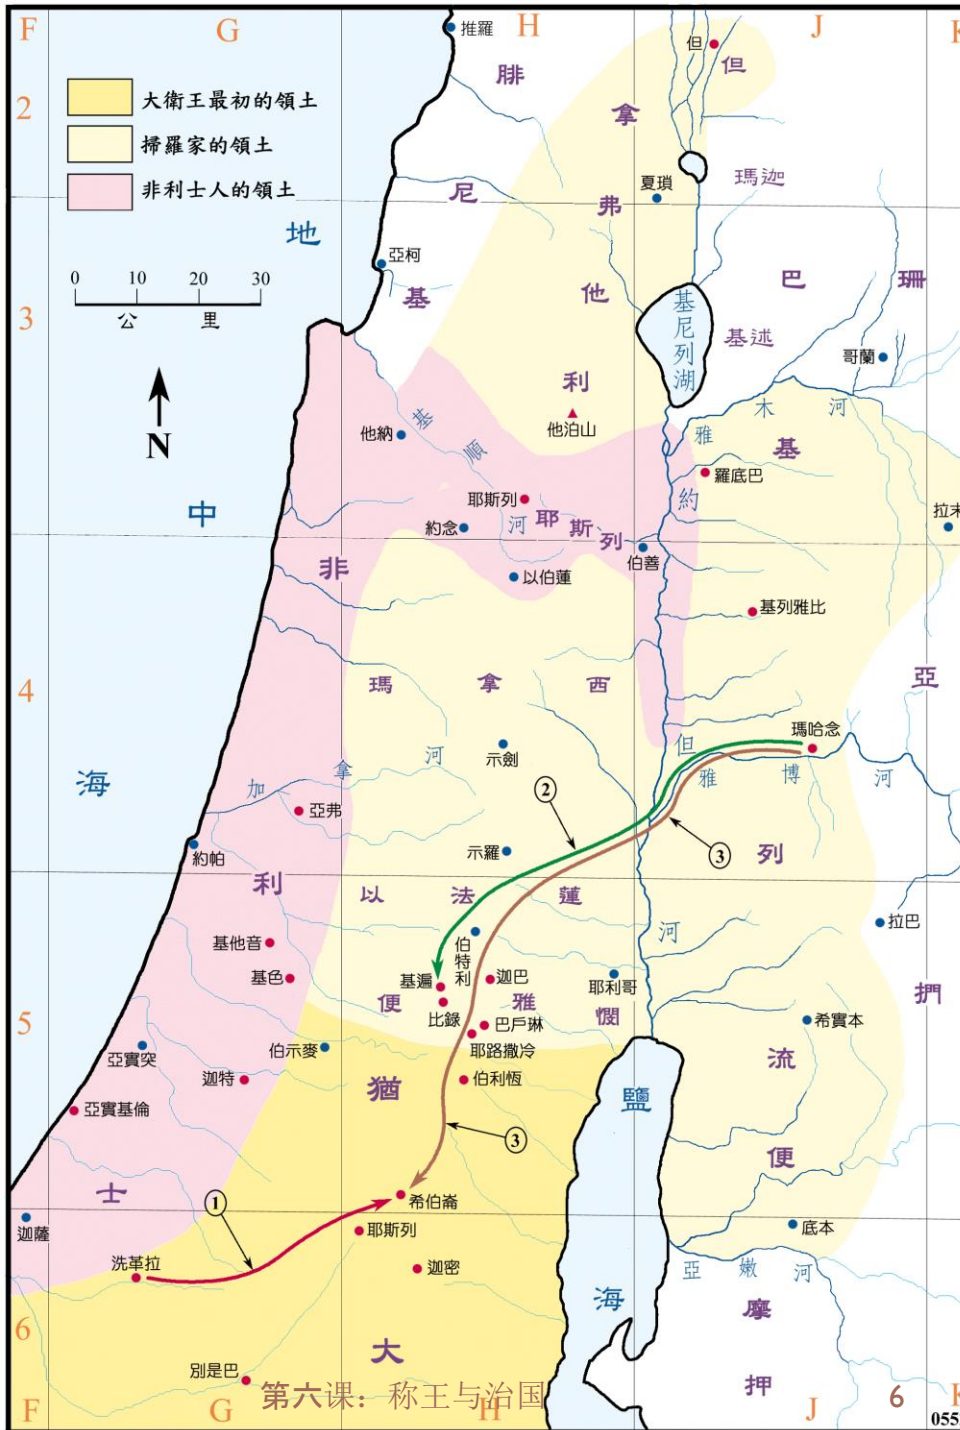 F G H J K
2
3
4
5
6
大衛王最初的領土
掃羅家的領土
非利士人的領土
0 10 20 30
公 里
N
地
中
海
推羅
腓
尼
基
但
但
拿
弗
他
利
夏瑣
瑪迦
亞柯
巴 珊
基述
基尼列湖
哥蘭
雅 木 河
基
他泊山
他納
基
順
河
羅底巴
約
耶斯列
耶 斯 列
約念
拉末
伯善
以伯蓮
非
基列雅比
瑪 拿 西
亞
示劍
但
瑪哈念
雅 博 河
加 拿 河
亞弗
②
③
約帕
示羅
列
利
以 法 蓮
河
拉巴
伯特利
基他音
基色
基遍
迦巴
耶利哥
捫
便 雅 憫
比錄
巴戶琳
耶路撒冷
希實本
亞實突
伯示麥
流
迦特
伯利恆
猶
鹽
亞實基倫
③
便
士
①
希伯崙
迦薩
耶斯列
底本
洗革拉
迦密
亞 嫩 河
海
摩
大
別是巴
押
第六课：称王与治国
6
F G H J K
055